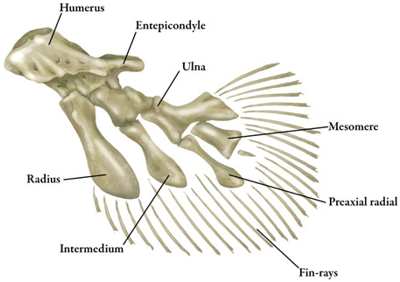 Humerus
Entepicondyle
Ulna
Mesomere
Radius
Preaxial radial
Intermedium
Fin-rays